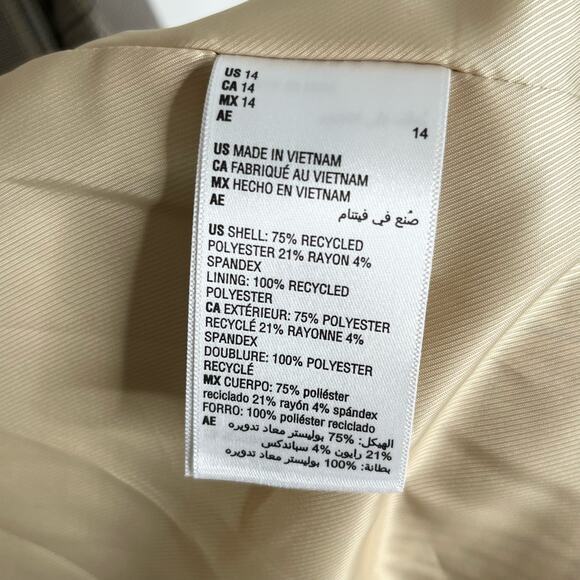 US 14
CA 14
MX 14
AE
14
US MADE IN VIETNAM
CA FABRIQUÉ AU VIETNAM
MX HECHO EN VIETNAM
AE
صُنع في فيتنام
US SHELL: 75% RECYCLED
POLYESTER 21% RAYON 4%
SPANDEX
LINING: 100% RECYCLED
POLYESTER
CA EXTÉRIEUR: 75% POLYESTER
RECYCLÉ 21% RAYONNE 4%
SPANDEX
DOUBLURE: 100% POLYESTER
RECYCLÉ
MX CUERPO: 75% poliéster
reciclado 21% rayón 4% spándex
FORRO: 100% poliéster reciclado
AE الهيكل: 75% بوليستر معاد تدويره
21% رايون 4% سباندكس
بطانة: 100% بوليستر معاد تدويره